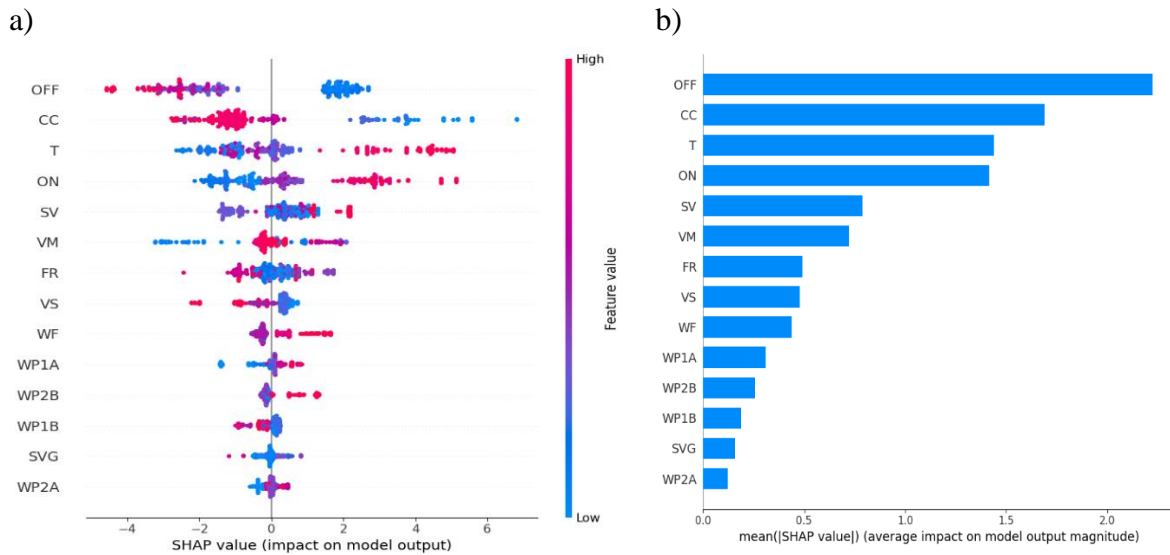 a)
OFF
CC
T
ON
SV
VM
FR
VS
WF
WP1A
WP2B
WP1B
SVG
WP2A
−4 −2 0 2 4 6
SHAP value (impact on model output)
High
Feature value
Low
b)
OFF
CC
T
ON
SV
VM
FR
VS
WF
WP1A
WP2B
WP1B
SVG
WP2A
0.0 0.5 1.0 1.5 2.0
mean(|SHAP value|) (average impact on model output magnitude)